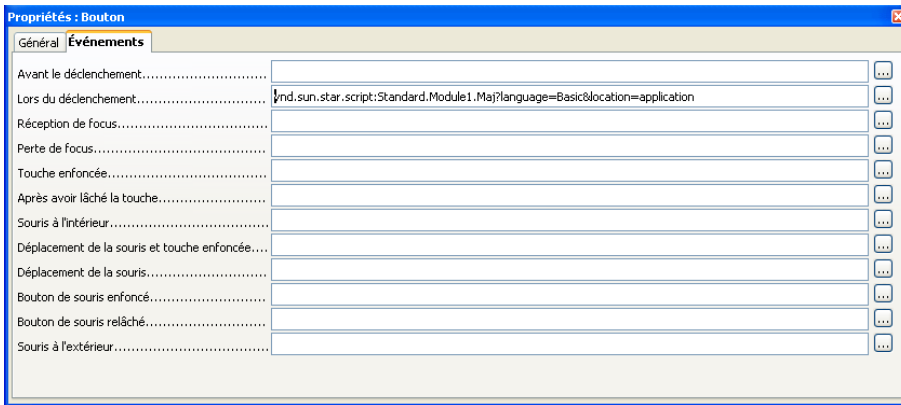 Propriétés : Bouton
Général Événements
Avant le déclenchement.............................. ...
Lors du déclenchement............................... vnd.sun.star.script:Standard.Module1.Maj?language=Basic&location=application ...
Réception de focus.................................... ...
Perte de focus.......................................... ...
Touche enfoncée....................................... ...
Après avoir lâché la touche.......................... ...
Souris à l'intérieur...................................... ...
Déplacement de la souris et touche enfoncée.... ...
Déplacement de la souris............................. ...
Bouton de souris enfoncé............................ ...
Bouton de souris relâché............................. ...
Souris à l'extérieur..................................... ...